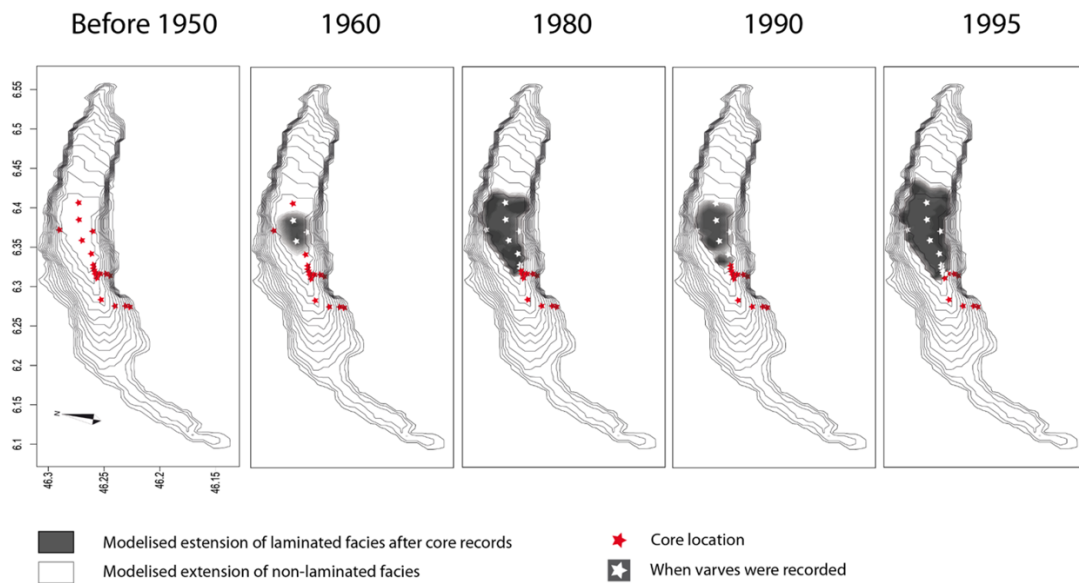 Before 1950 1960 1980 1990 1995
6.55
6.5
6.45
6.4
6.35
6.3
6.25
6.2
6.15
6.1
N
46.3 46.25 46.2 46.15
Modelised estension of laminated facies after core records
Core location
Modelised extension of non-laminated facies
When varves were recorded